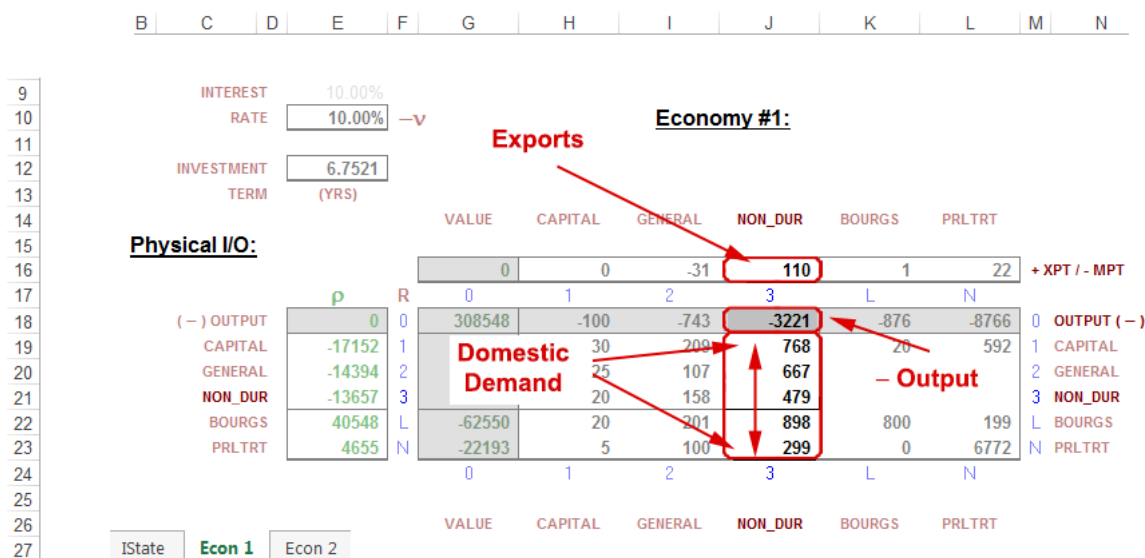 B C D E F G H I J K L M N
9 INTEREST 10.00%
10 RATE 10.00% −ν Economy #1:
11 Exports
12 INVESTMENT 6.7521
13 TERM (YRS)
14 VALUE CAPITAL GENERAL NON_DUR BOURGS PRLTRT
15 Physical I/O:
16 0 0 -31 110 1 22 + XPT / - MPT
17 ρ R 0 1 2 3 L N
18 ( − ) OUTPUT 0 0 308548 -100 -743 -3221 -876 -8766 0 OUTPUT ( − )
19 CAPITAL -17152 1 Domestic 30 209 768 20 592 1 CAPITAL
20 GENERAL -14394 2 Demand 25 107 667 − Output 2 GENERAL
21 NON_DUR -13657 3 20 158 479 3 NON_DUR
22 BOURGS 40548 L -62550 20 201 898 800 199 L BOURGS
23 PRLTRT 4655 N -22193 5 100 299 0 6772 N PRLTRT
24 0 1 2 3 L N
25
26 VALUE CAPITAL GENERAL NON_DUR BOURGS PRLTRT
27 IState Econ 1 Econ 2